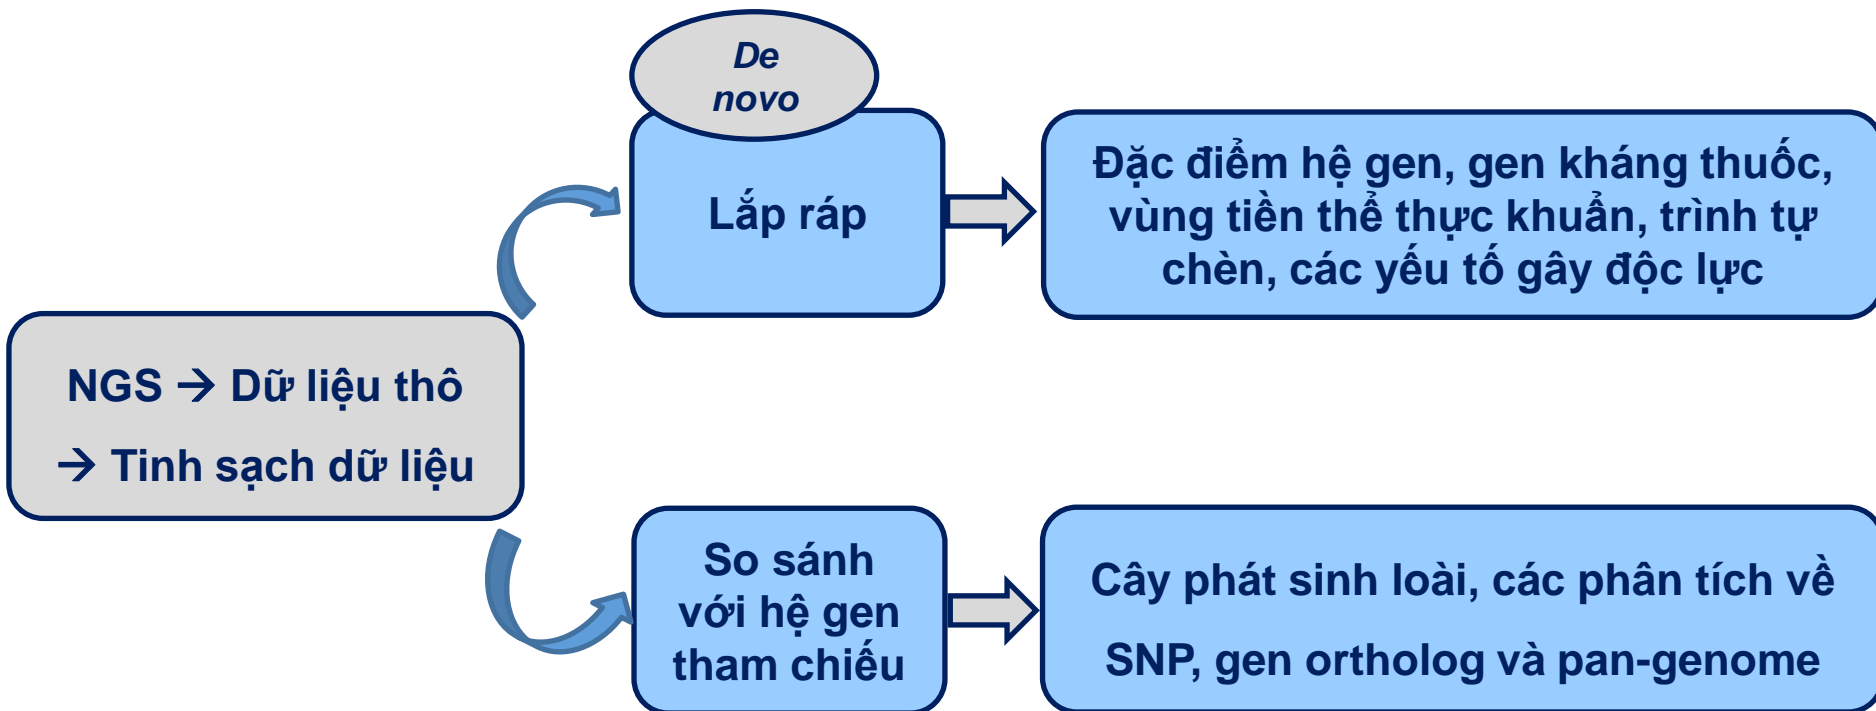 De
novo
Lắp ráp
Đặc điểm hệ gen, gen kháng thuốc,
vùng tiền thể thực khuẩn, trình tự
chèn, các yếu tố gây độc lực
NGS → Dữ liệu thô
→ Tinh sạch dữ liệu
So sánh
với hệ gen
tham chiếu
Cây phát sinh loài, các phân tích về
SNP, gen ortholog và pan-genome